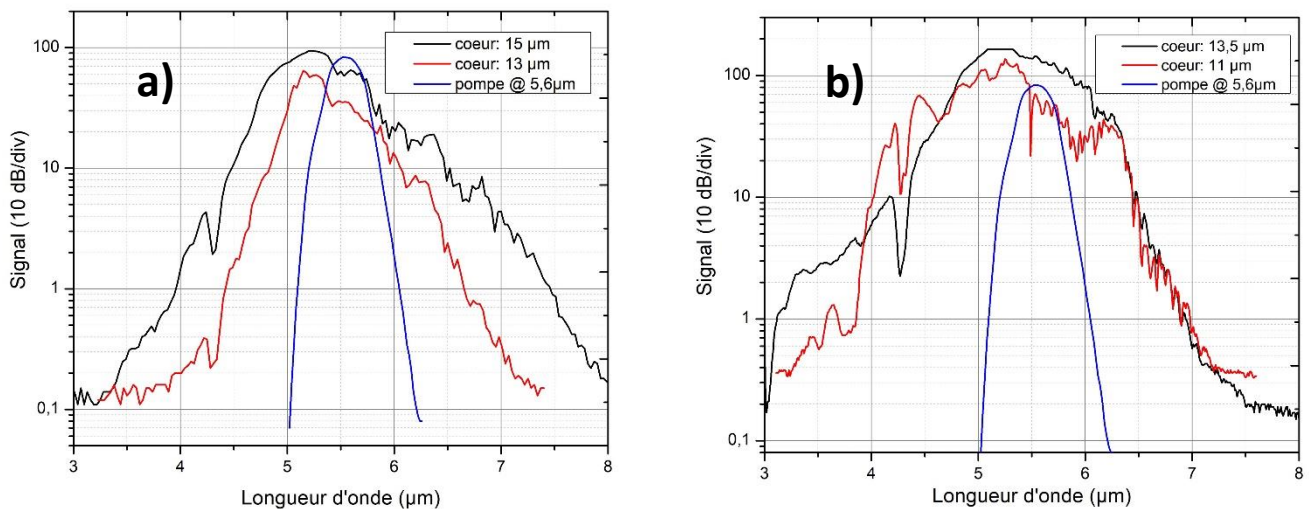 a)
coeur: 15 µm
coeur: 13 µm
pompe @ 5,6µm
Signal (10 dB/div)
100
10
1
0,1
3 4 5 6 7 8
Longueur d'onde (µm)
b)
coeur: 13,5 µm
coeur: 11 µm
pompe @ 5,6µm
Signal (10 dB/div)
100
10
1
0,1
3 4 5 6 7 8
Longueur d'onde (µm)